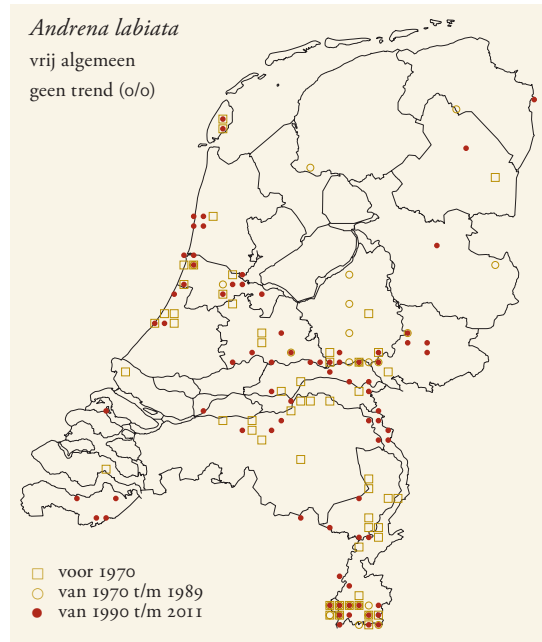 Andrena labiata
vrij algemeen
geen trend (0/0)
voor 1970
van 1970 t/m 1989
van 1990 t/m 2011